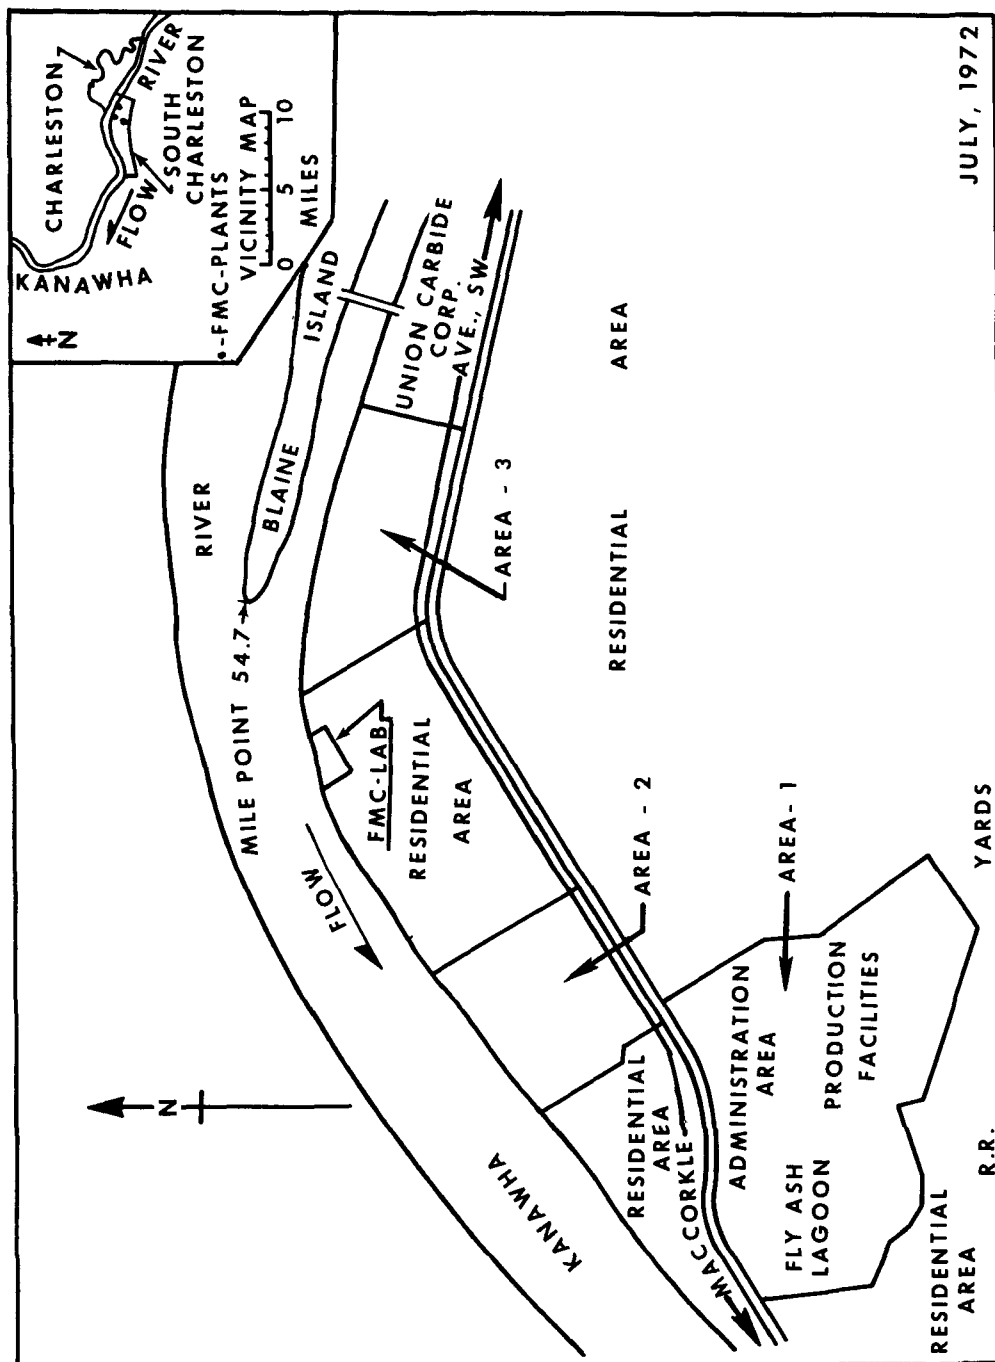 CHARLESTON
RIVER
SOUTH
CHARLESTON
FLOW
KANAWHA
•-FMC-PLANTS
VICINITY MAP
0 5 10
MILES
N
RIVER
MILE POINT 54.7
BLAINE
ISLAND
UNION CARBIDE
CORP.
AVE., SW
AREA - 3
FMC-LAB
RESIDENTIAL
AREA
FLOW
RESIDENTIAL
AREA
AREA - 2
AREA - 1
N
KANAWHA
RESIDENTIAL
AREA
MACCORKLE
ADMINISTRATION
AREA
PRODUCTION
FACILITIES
FLY ASH
LAGOON
RESIDENTIAL
AREA
R.R.
YARDS
JULY, 1972